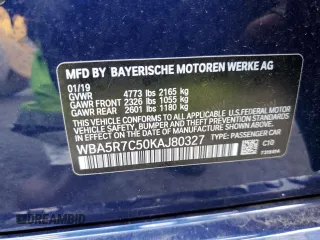 MFD BY BAYERISCHE MOTOREN WERKE AG
01/19
GVWR 4773 lbs 2165 kg
GAWR FRONT 2326 lbs 1055 kg
GAWR REAR 2601 lbs 1180 kg
THIS VEHICLE CONFORMS TO ALL APPLICABLE
FEDERAL MOTOR VEHICLE SAFETY, BUMPER,
AND THEFT PREVENTION STANDARDS
IN EFFECT ON THE DATE OF MANUFACTURE
SHOWN ABOVE.
WBA5R7C50KAJ80327 TYPE: PASSENGER CAR
C10
DREAMBID